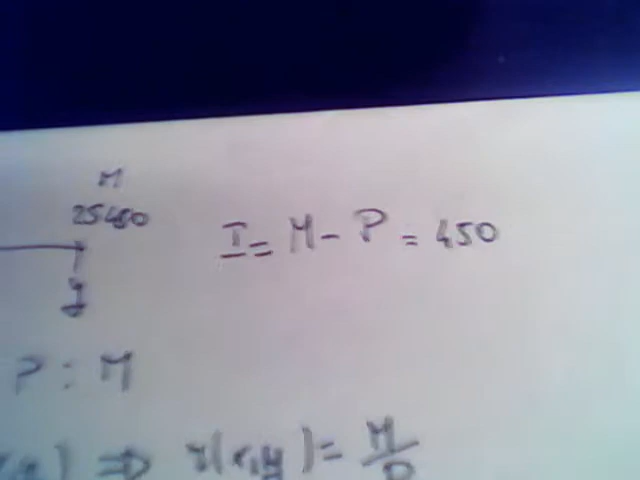 M
25450
I = M - P = 450
y
P : M
) ⇒ r(x,y) = M/P